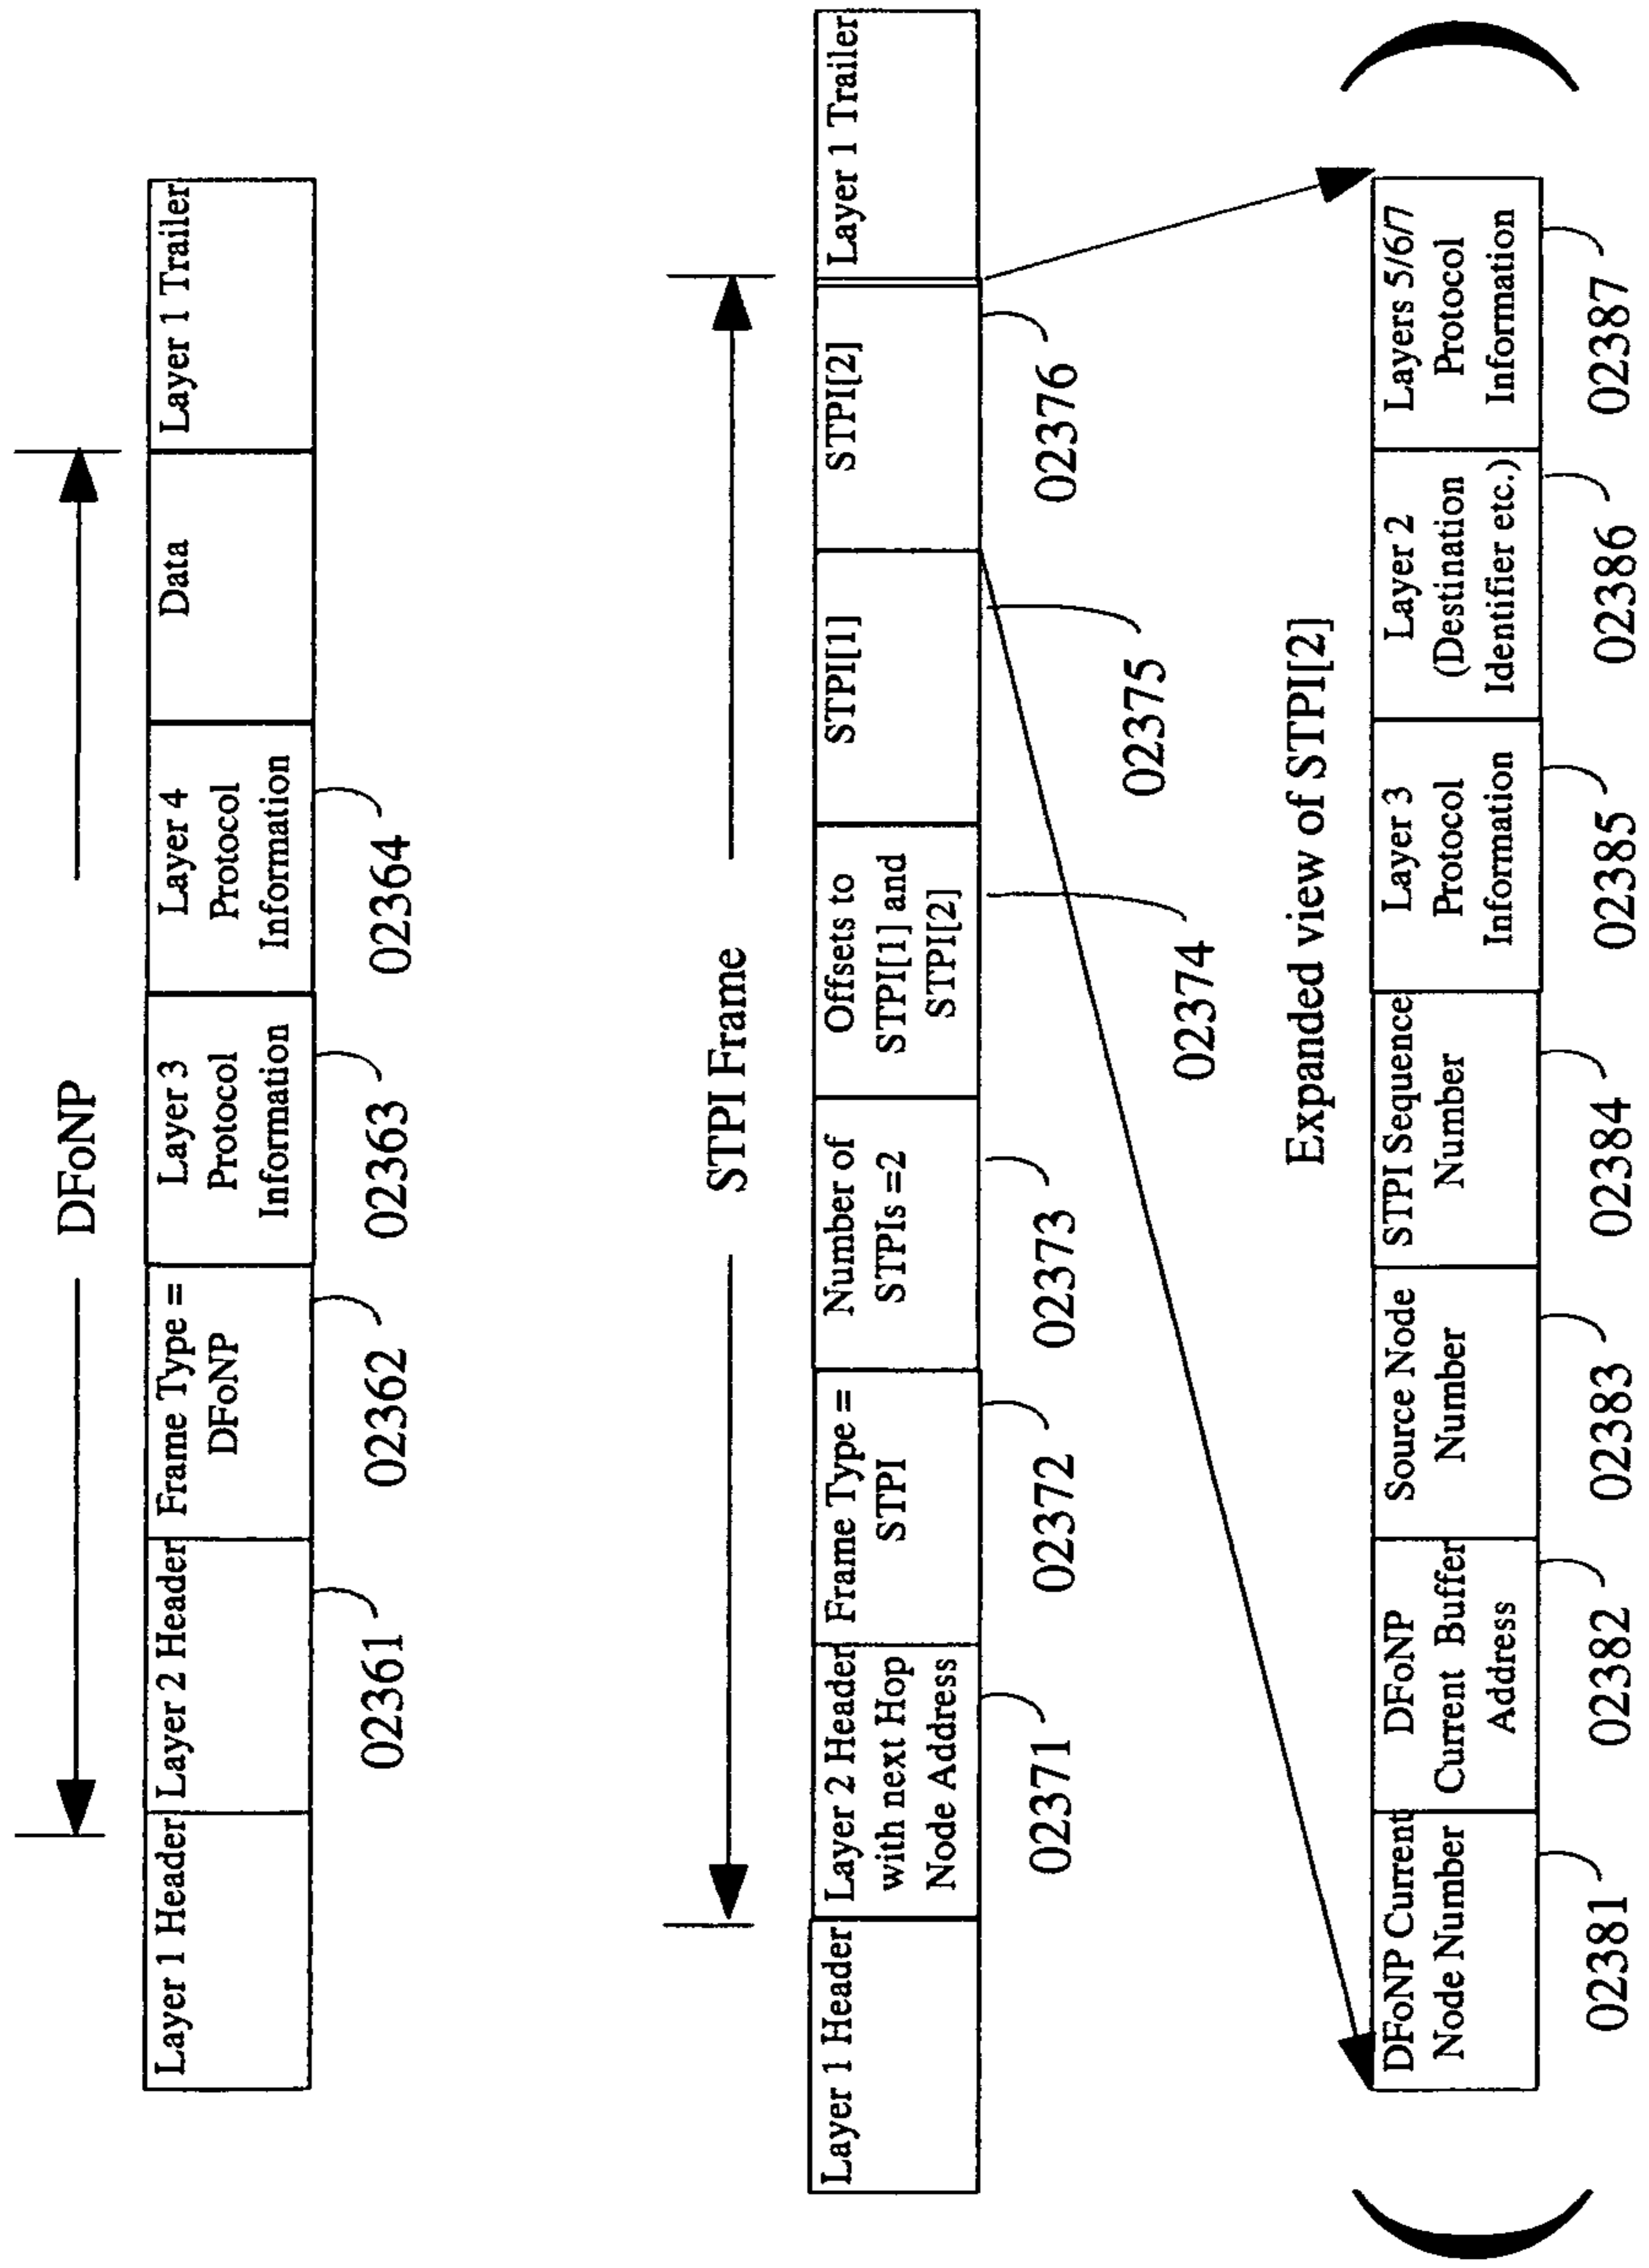 DFoNP
Layer 1 Header
Layer 2 Header
Frame Type =
DFoNP
Layer 3
Protocol
Information
Layer 4
Protocol
Information
Data
Layer 1 Trailer
02361
02362
02363
02364
STPI Frame
Layer 1 Header
Layer 2 Header
with next Hop
Node Address
Frame Type =
STPI
Number of
STPIs =2
Offsets to
STPI[1] and
STPI[2]
STPI[1]
STPI[2]
Layer 1 Trailer
02371
02372
02373
02374
02375
02376
Expanded view of STPI[2]
DFoNP Current
Node Number
DFoNP
Current Buffer
Address
Source Node
Number
STPI Sequence
Number
Layer 3
Protocol
Information
Layer 2
(Destination
Identifier etc.)
Layers 5/6/7
Protocol
Information
02381
02382
02383
02384
02385
02386
02387